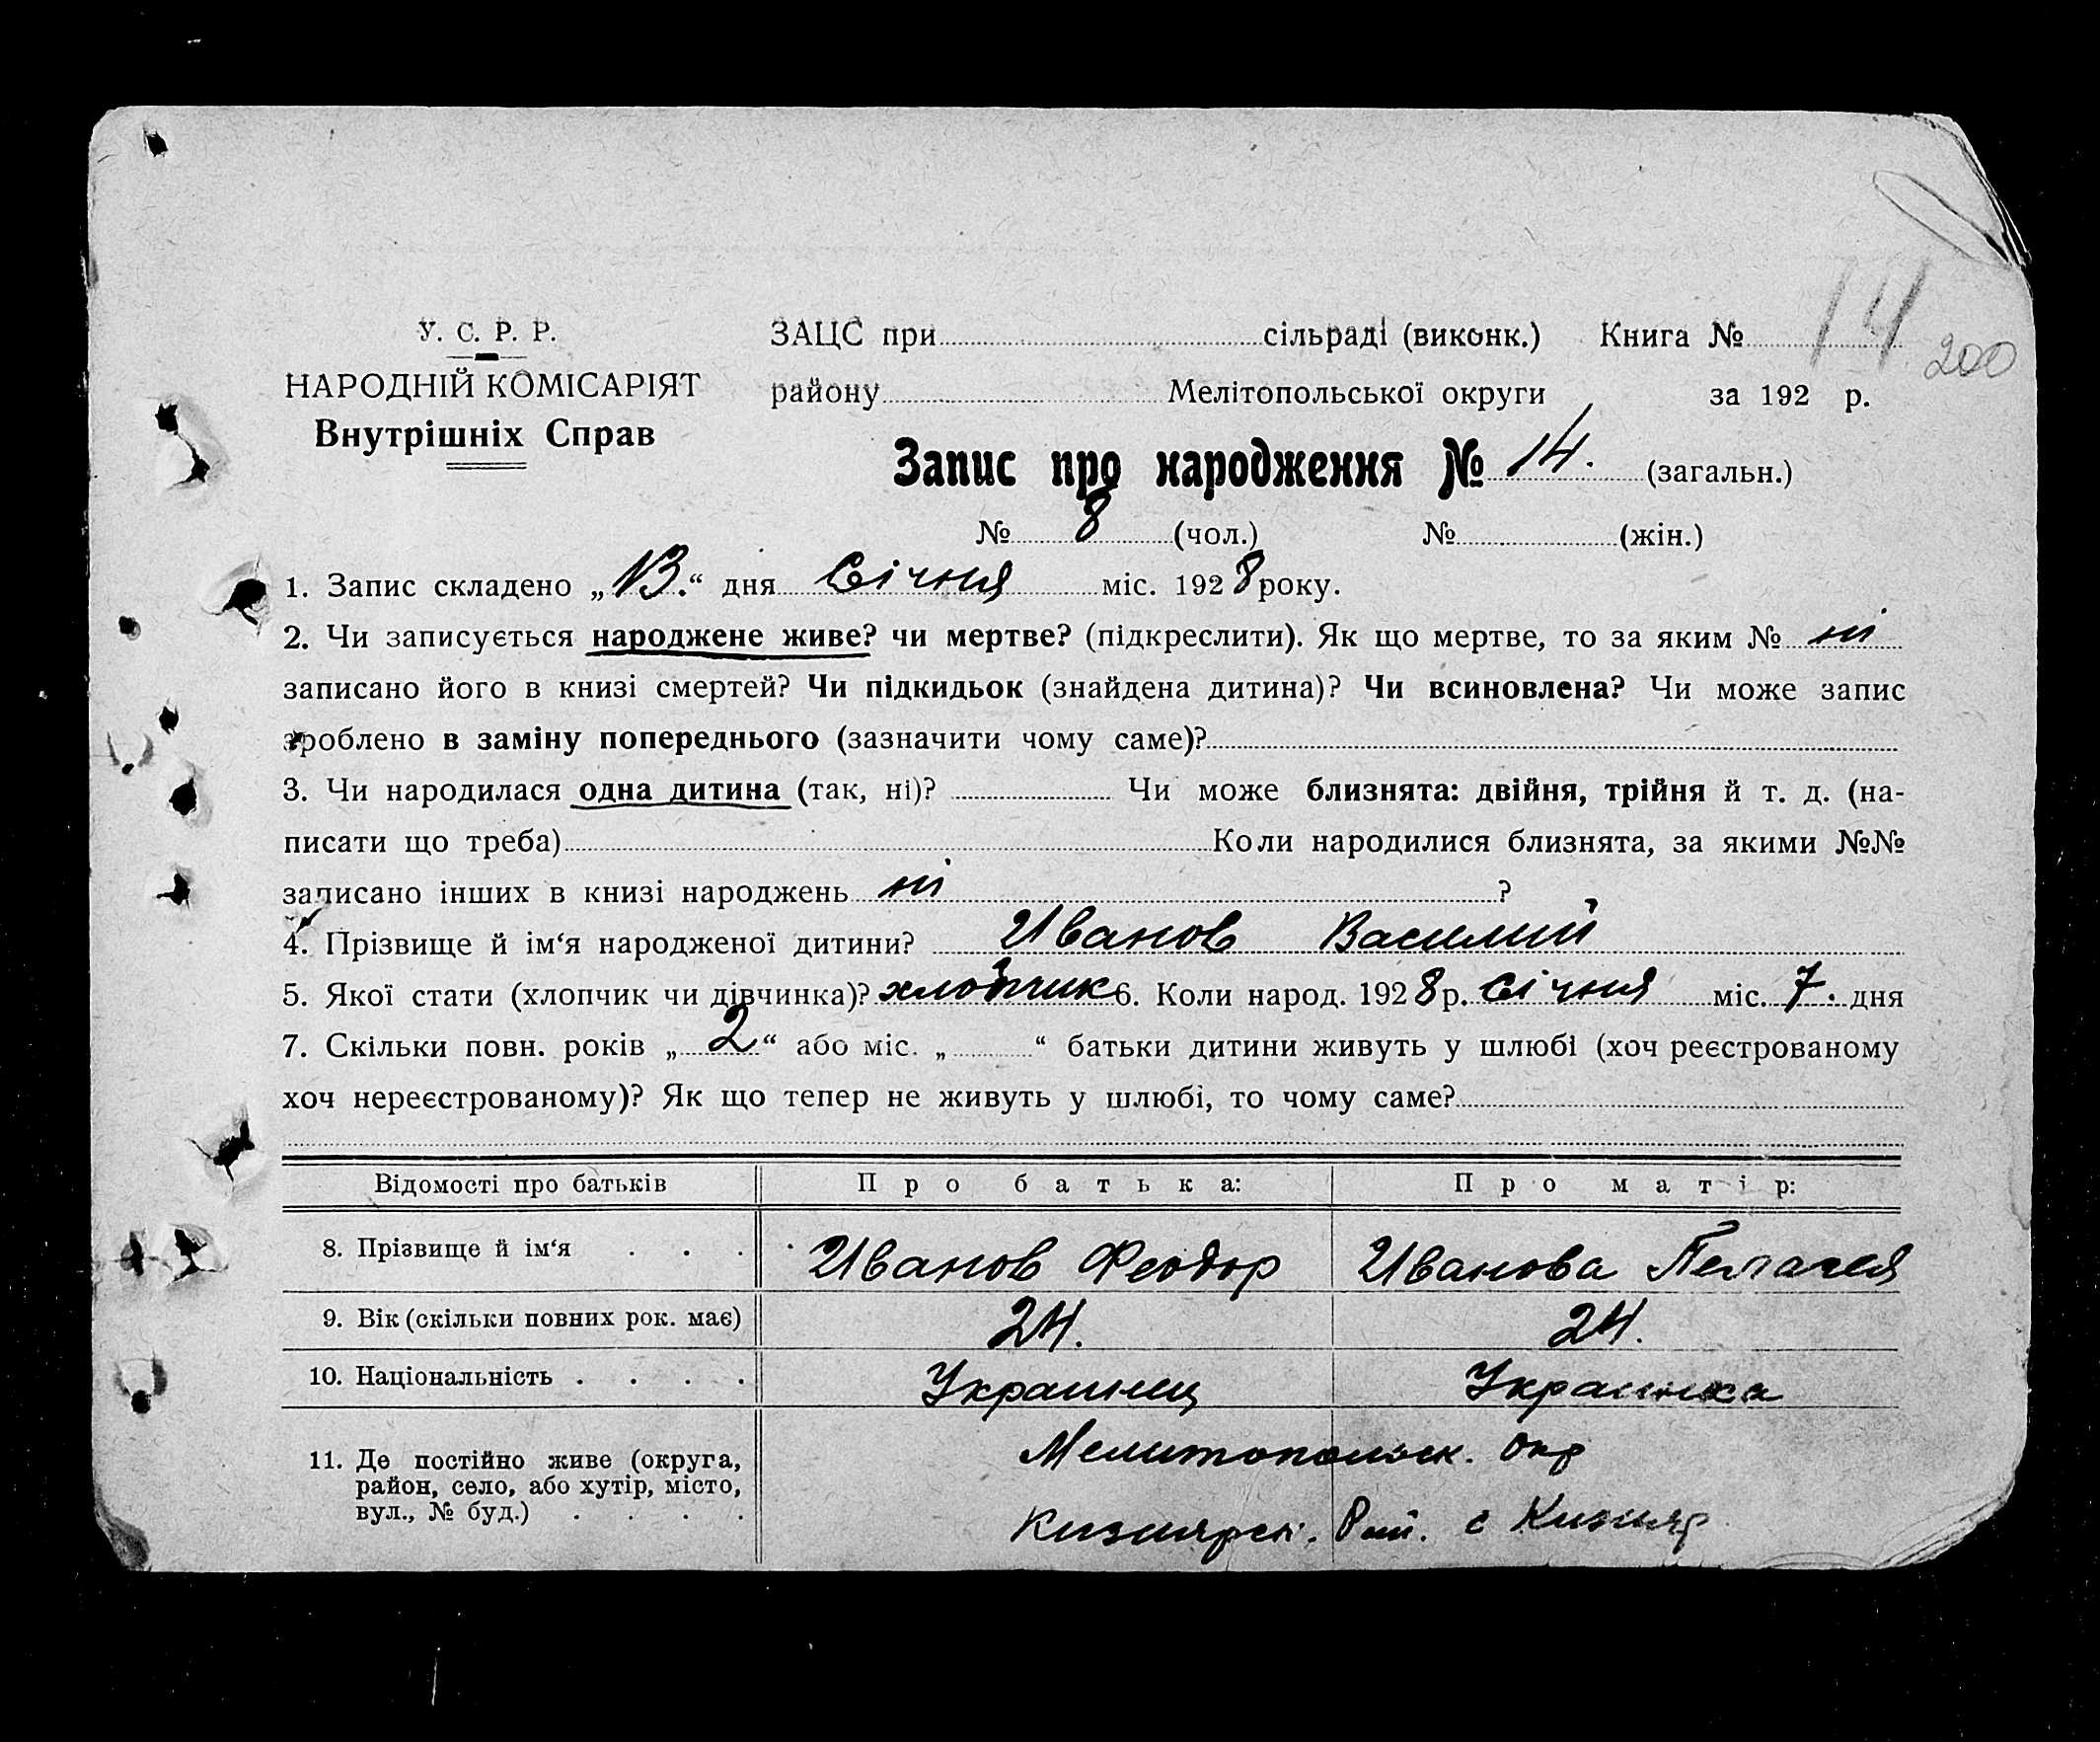 У. С. Р. Р.
НАРОДНІЙ КОМІСАРІЯТ
Внутрішніх Справ
ЗАЦС при сільраді (виконк.) Книга № 14
200
району Мелітопольської округи за 192 р.
Запис про народження № 14. (загальн.)
№ 8 (чол.) № (жін.)
1. Запис складено „13.“ дня Січня міс. 1928 року.
2. Чи записується народжене живе? чи мертве? (підкреслити). Як що мертве, то за яким № ні
записано його в книзі смертей? Чи підкидьок (знайдена дитина)? Чи всиновлена? Чи може запис
зроблено в заміну попереднього (зазначити чому саме)?
3. Чи народилася одна дитина (так, ні)? Чи може близнята: двійня, трійня й т. д. (на-
писати що треба) Коли народилися близнята, за якими №№
записано інших в книзі народжень ні ?
4. Прізвище й ім‘я народженої дитини? Иванов Василий
5. Якої стати (хлопчик чи дівчинка)? хлопчик 6. Коли народ. 1928 р. Січня міс. 7. дня
7. Скільки повн. років „2“ або міс. „ “ батьки дитини живуть у шлюбі (хоч реєстрованому
хоч нереєстрованому)? Як що тепер не живуть у шлюбі, то чому саме?
Відомості про батьків Про батька: Про матір:
8. Прізвище й ім‘я . . . Иванов Феодор Иванова Пелагея
9. Вік (скільки повних рок. має) 24. 24.
10. Національність . . . . Украинец Украинка
11. Де постійно живе (округа,
район, село, або хутір, місто,
вул., № буд.) . . . .
Мелитопольск. Окр
Кизиярск. Рай. с Кизияр